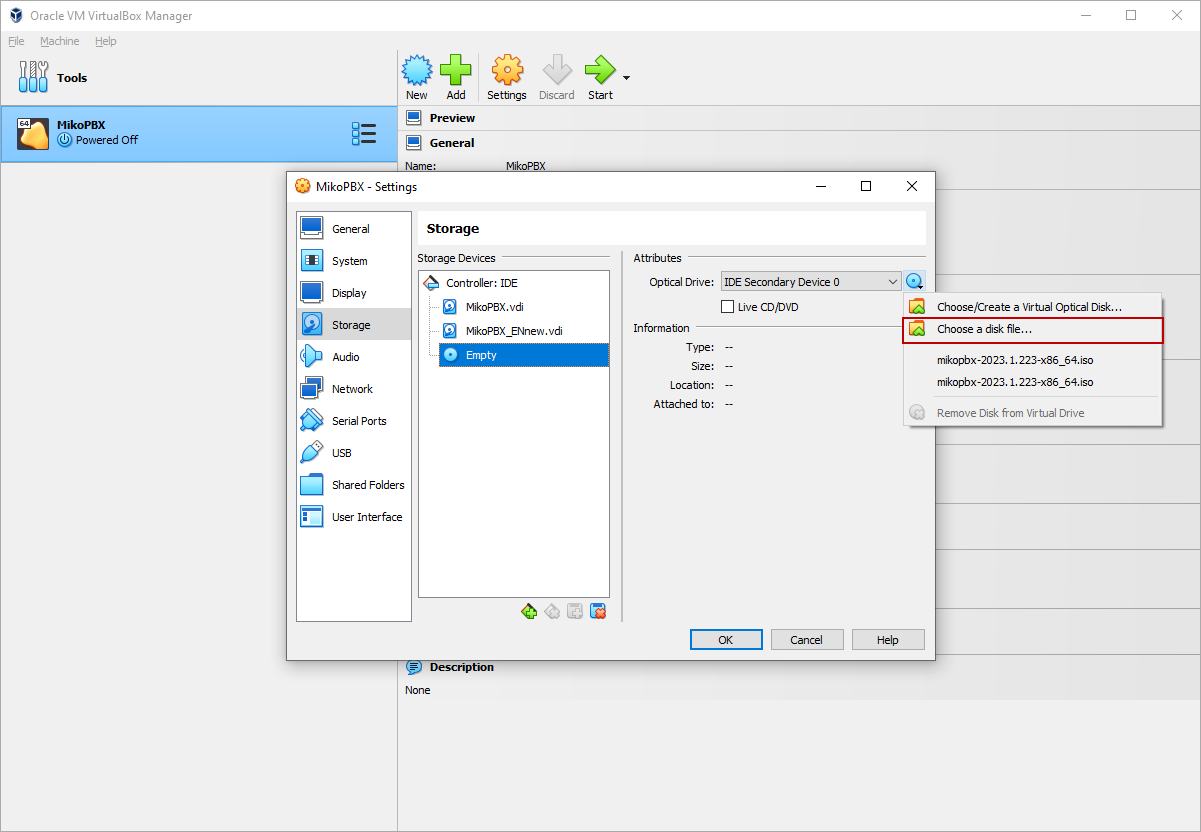 Oracle VM VirtualBox Manager
File Machine Help
Tools
New Add Settings Discard Start
64
MikoPBX
Powered Off
Preview
General
Name: MikoPBX
MikoPBX - Settings
General
System
Display
Storage
Audio
Network
Serial Ports
USB
Shared Folders
User Interface
Storage
Storage Devices
Controller: IDE
MikoPBX.vdi
MikoPBX_ENnew.vdi
Empty
Attributes
Optical Drive: IDE Secondary Device 0
Live CD/DVD
Information
Type: --
Size: --
Location: --
Attached to: --
Choose/Create a Virtual Optical Disk...
Choose a disk file...
mikopbx-2023.1.223-x86_64.iso
mikopbx-2023.1.223-x86_64.iso
Remove Disk from Virtual Drive
OK Cancel Help
Description
None